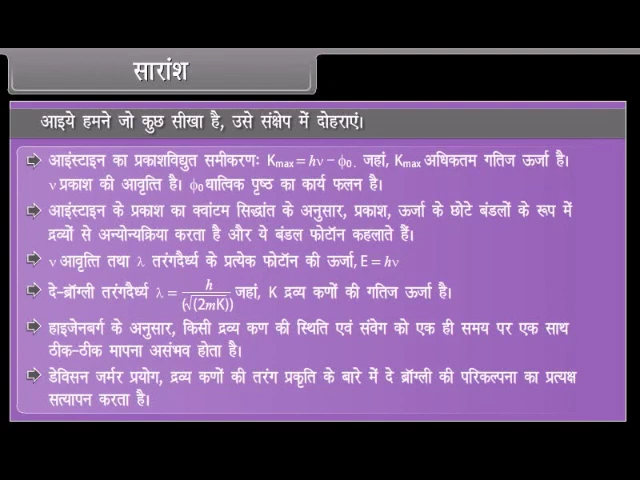 सारांश
आइये हमने जो कुछ सीखा है, उसे संक्षेप में दोहराएं।
आइंस्टाइन का प्रकाशविद्युत समीकरणः Kmax = hν − ϕ0. जहां, Kmax अधिकतम गतिज ऊर्जा है।
ν प्रकाश की आवृत्ति है। ϕ0 धात्विक पृष्ठ का कार्य फलन है।
आइंस्टाइन के प्रकाश का क्वांटम सिद्धांत के अनुसार, प्रकाश, ऊर्जा के छोटे बंडलों के रूप में
द्रव्यों से अन्योन्यक्रिया करता है और ये बंडल फोटॉन कहलाते हैं।
ν आवृत्ति तथा λ तरंगदैर्ध्य के प्रत्येक फोटॉन की ऊर्जा, E = hν
दे-ब्रॉग्ली तरंगदैर्ध्य λ = h/(√(2mK)) जहां, K द्रव्य कणों की गतिज ऊर्जा है।
हाइजेनबर्ग के अनुसार, किसी द्रव्य कण की स्थिति एवं संवेग को एक ही समय पर एक साथ
ठीक-ठीक मापना असंभव होता है।
डेविसन जर्मर प्रयोग, द्रव्य कणों की तरंग प्रकृति के बारे में दे ब्रॉग्ली की परिकल्पना का प्रत्यक्ष
सत्यापन करता है।